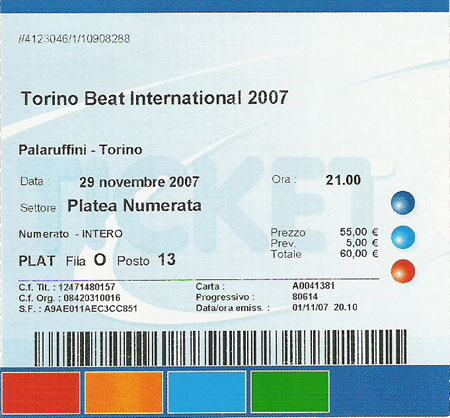 //4123046/1/10908288
Torino Beat International 2007
Palaruffini - Torino
TICKET
Data : 29 novembre 2007 Ora : 21.00
Settore : Platea Numerata
Numerato - INTERO Prezzo 55,00 €
Prev. 5,00 €
PLAT Fila O Posto 13 Totale 60,00 €
C.f. Tit. : 12471480157 Carta : A0041381
C.f. Org. : 08420310016 Progressivo : 80614
S.F. : A9AE011AEC3CC851 Data/ora emiss. : 01/11/07 20.10